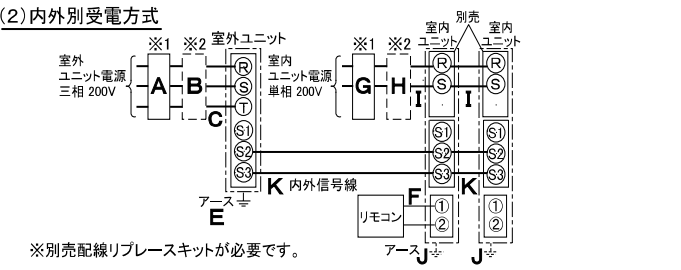 (2)内外別受電方式
※1 ※2 室外ユニット
室外
ユニット電源
三相 200V
A B C
R
S
T
S1
S2
S3
アース
E
※1 ※2
室内
ユニット電源
単相 200V
G H I I
室内
ユニット
別売
室内
ユニット
R
S
S1
S2
S3
①
②
R
S
S1
S2
S3
①
②
K 内外信号線 K
リモコン
F
アース J J
※別売配線リプレースキットが必要です。